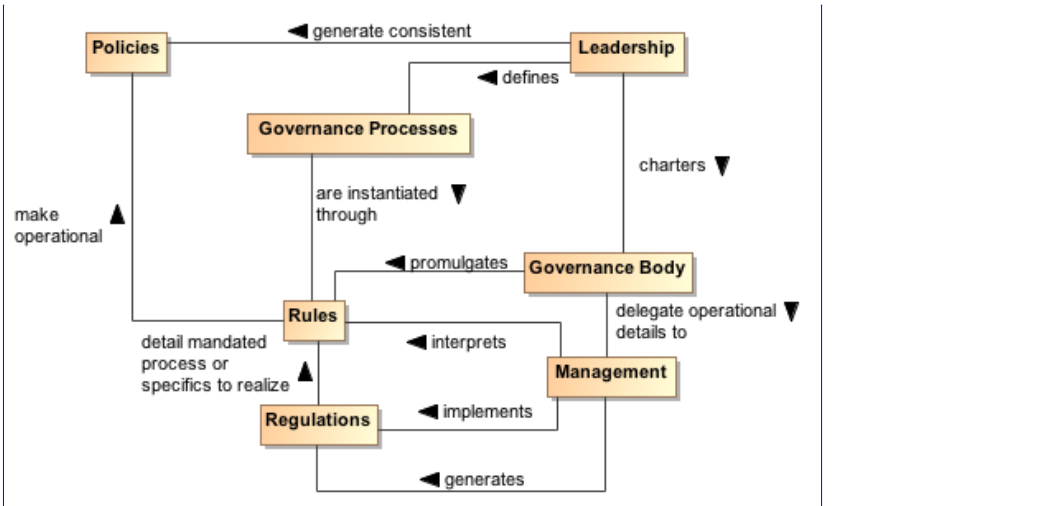 generate consistent
Policies
Leadership
defines
Governance Processes
charters
are instantiated
through
make
operational
promulgates
Governance Body
delegate operational
details to
Rules
detail mandated
process or
specifics to realize
interprets
Management
implements
Regulations
generates